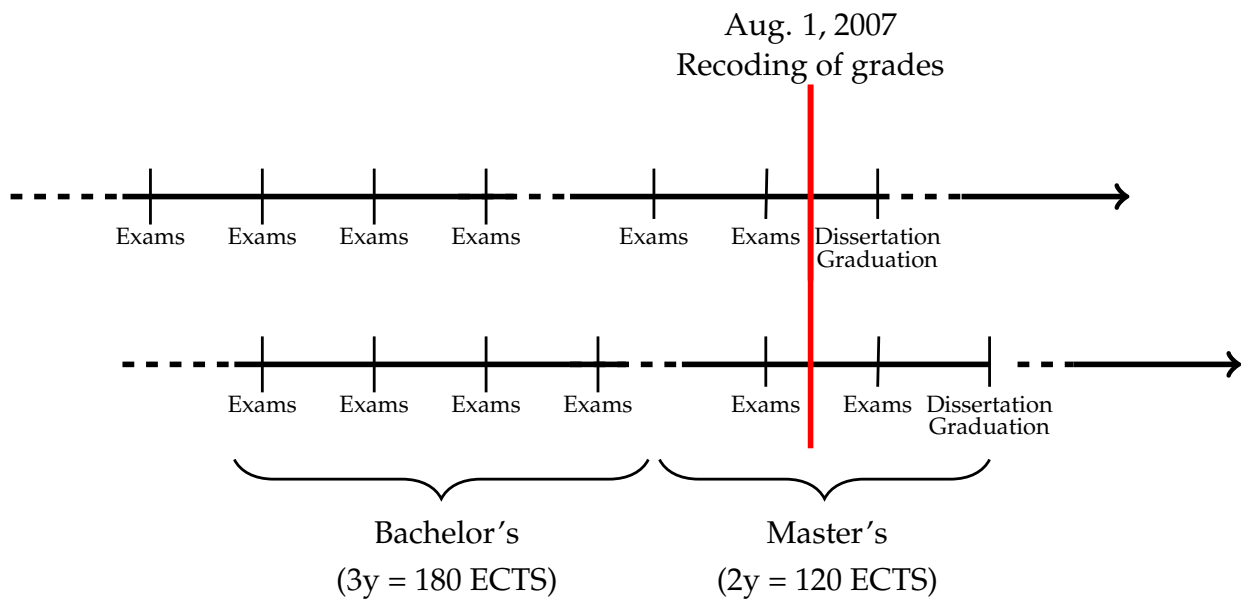 Aug. 1, 2007
Recoding of grades
Exams Exams Exams Exams Exams Exams Dissertation
Graduation
Exams Exams Exams Exams Exams Exams Dissertation
Graduation
Bachelor's Master's
(3y = 180 ECTS) (2y = 120 ECTS)